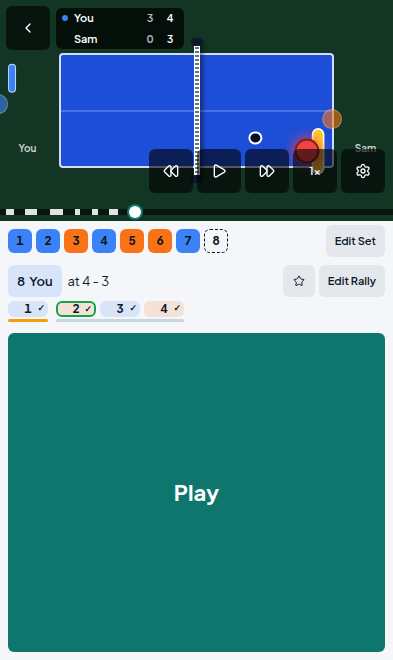 You 3 4
Sam 0 3
You
Sam
1x
1 2 3 4 5 6 7 8
Edit Set
8 You at 4 - 3
Edit Rally
1 ✓ 2 ✓ 3 ✓ 4 ✓
Play